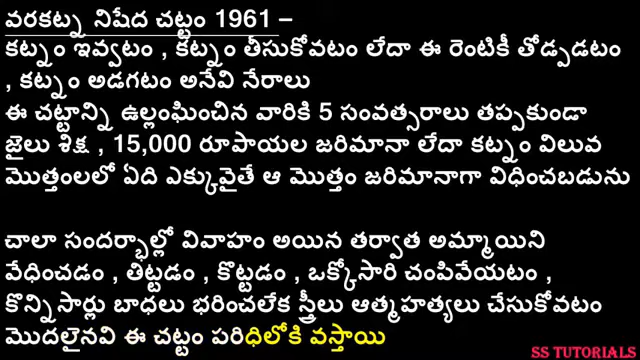 వరకట్న నిషేద చట్టం 1961 –
కట్నం ఇవ్వటం , కట్నం తీసుకోవటం లేదా ఈ రెంటికీ తోడ్పడటం
, కట్నం అడగటం అనేవి నేరాలు
ఈ చట్టాన్ని ఉల్లంఘించిన వారికి 5 సంవత్సరాలు తప్పకుండా
జైలు శిక్ష , 15,000 రూపాయల జరిమానా లేదా కట్నం విలువ
మొత్తంలలో ఏది ఎక్కువైతే ఆ మొత్తం జరిమానాగా విధించబడును
చాలా సందర్భాల్లో వివాహం అయిన తర్వాత అమ్మాయిని
వేధించడం , తిట్టడం , కొట్టడం , ఒక్కోసారి చంపివేయటం ,
కొన్నిసార్లు బాధలు భరించలేక స్త్రీలు ఆత్మహత్యలు చేసుకోవటం
మొదలైనవి ఈ చట్టం పరిధిలోకి వస్తాయి
SS TUTORIALS